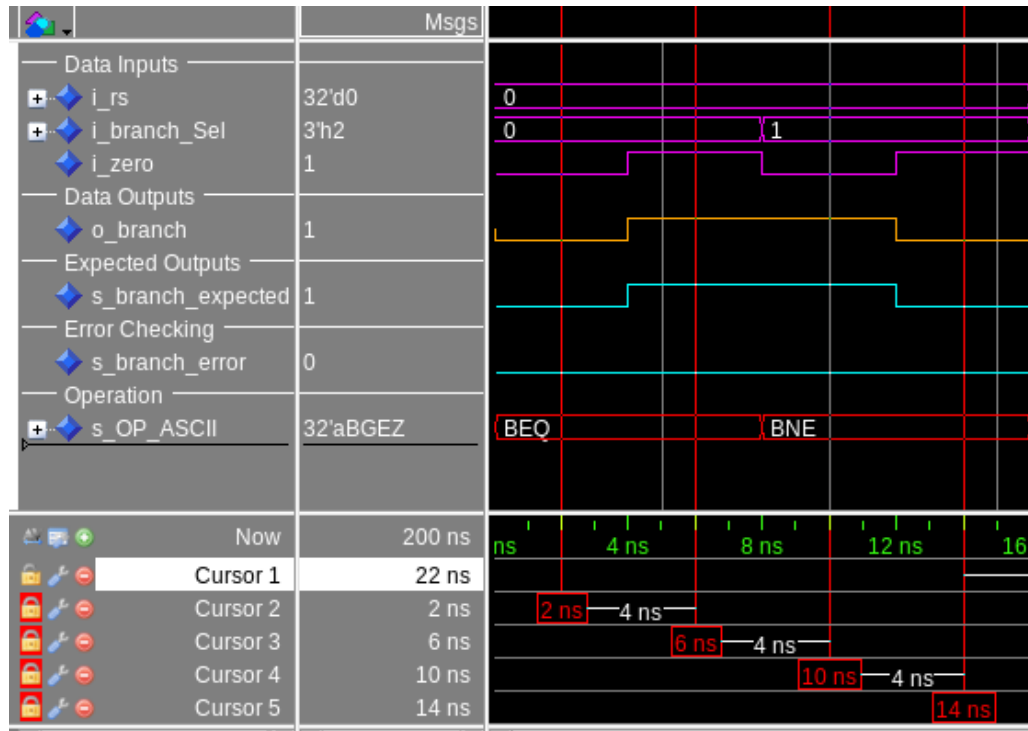 Msgs
Data Inputs
i_rs 32'd0 0
i_branch_Sel 3'h2 0 1
i_zero 1
Data Outputs
o_branch 1
Expected Outputs
s_branch_expected 1
Error Checking
s_branch_error 0
Operation
s_OP_ASCII 32'aBGEZ BEQ BNE
Now 200 ns ns 4 ns 8 ns 12 ns 16
Cursor 1 22 ns
Cursor 2 2 ns 2 ns 4 ns
Cursor 3 6 ns 6 ns 4 ns
Cursor 4 10 ns 10 ns 4 ns
Cursor 5 14 ns 14 ns